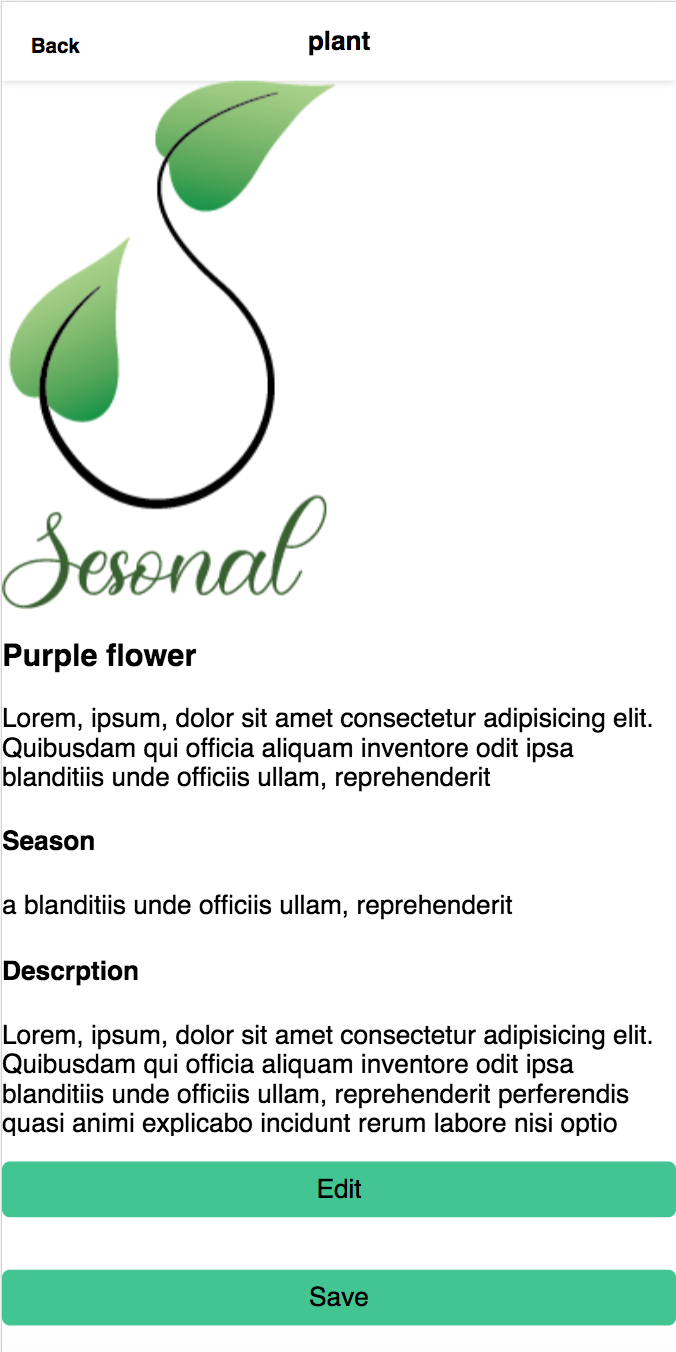 Back
plant
Sesonal
Purple flower
Lorem, ipsum, dolor sit amet consectetur adipisicing elit.
Quibusdam qui officia aliquam inventore odit ipsa
blanditiis unde officiis ullam, reprehenderit
Season
a blanditiis unde officiis ullam, reprehenderit
Descrption
Lorem, ipsum, dolor sit amet consectetur adipisicing elit.
Quibusdam qui officia aliquam inventore odit ipsa
blanditiis unde officiis ullam, reprehenderit perferendis
quasi animi explicabo incidunt rerum labore nisi optio
Edit
Save